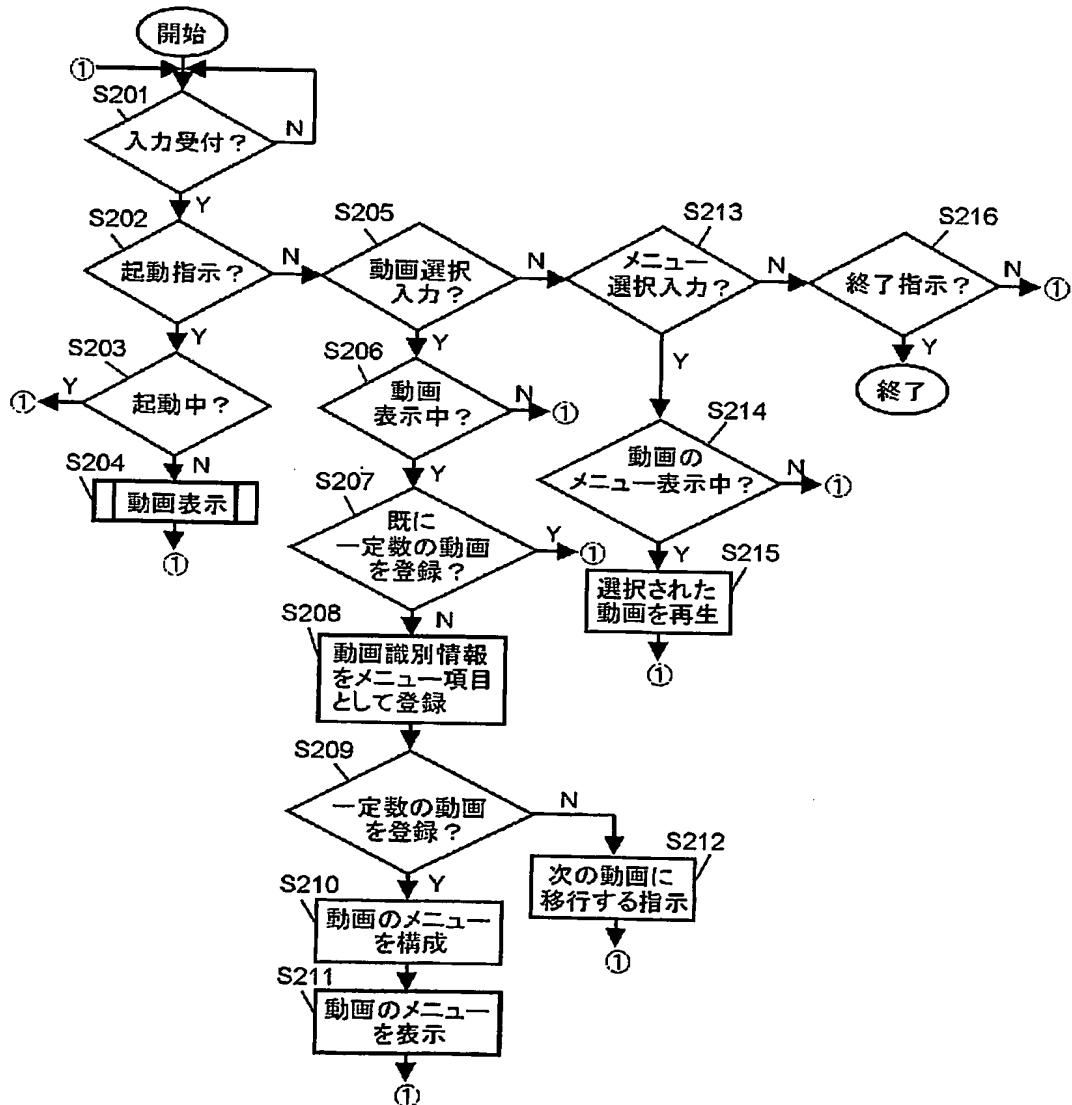 開始
①
S201
入力受付？
N
Y
S202
起動指示？
N
Y
S203
起動中？
Y
①
N
S204
動画表示
①
S205
動画選択
入力？
N
Y
S206
動画
表示中？
N
①
Y
S207
既に
一定数の動画
を登録？
Y
①
N
S208
動画識別情報
をメニュー項目
として登録
S209
一定数の動画
を登録？
N
Y
S210
動画のメニュー
を構成
S211
動画のメニュー
を表示
①
S212
次の動画に
移行する指示
①
S213
メニュー
選択入力？
N
Y
S214
動画の
メニュー表示中？
N
①
Y
S215
選択された
動画を再生
①
S216
終了指示？
N
①
Y
終了